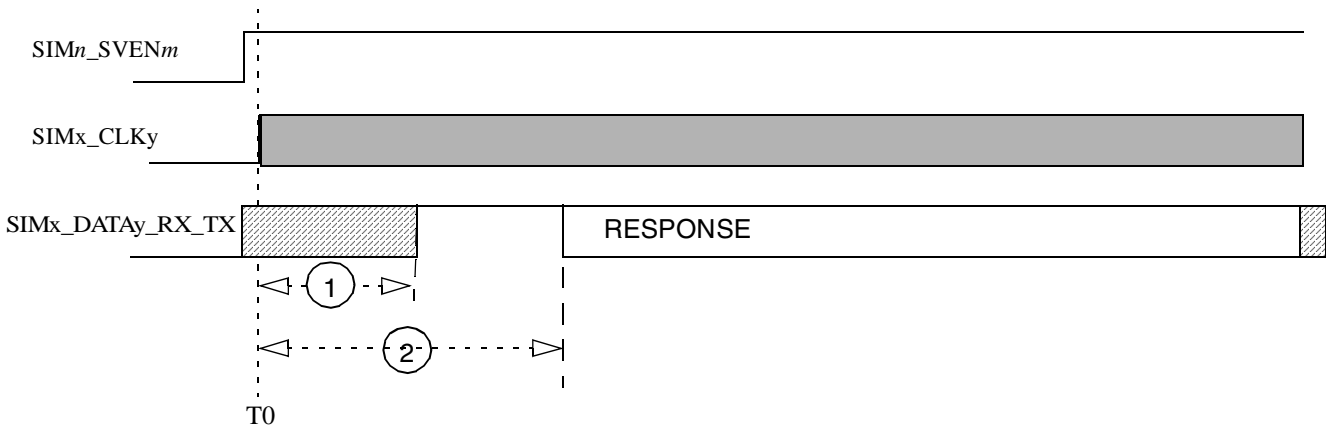 SIMn_SVENm
SIMx_CLKy
SIMx_DATAy_RX_TX
RESPONSE
1
2
T0